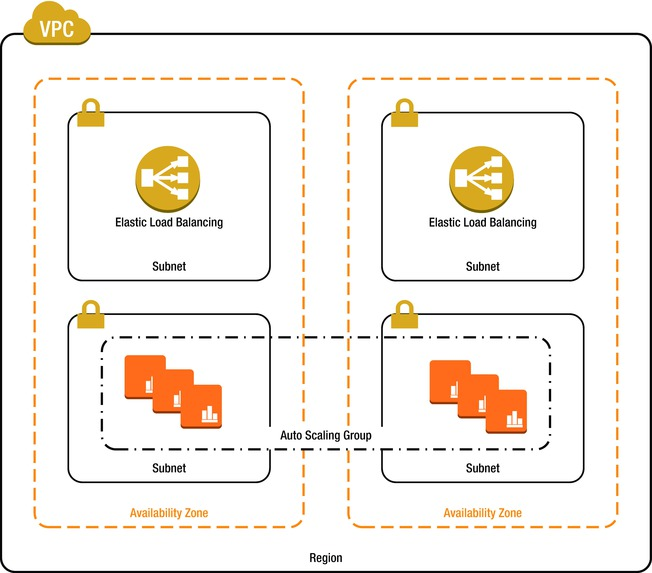 VPC
Elastic Load Balancing
Elastic Load Balancing
Subnet
Subnet
Auto Scaling Group
Subnet
Subnet
Availability Zone
Availability Zone
Region